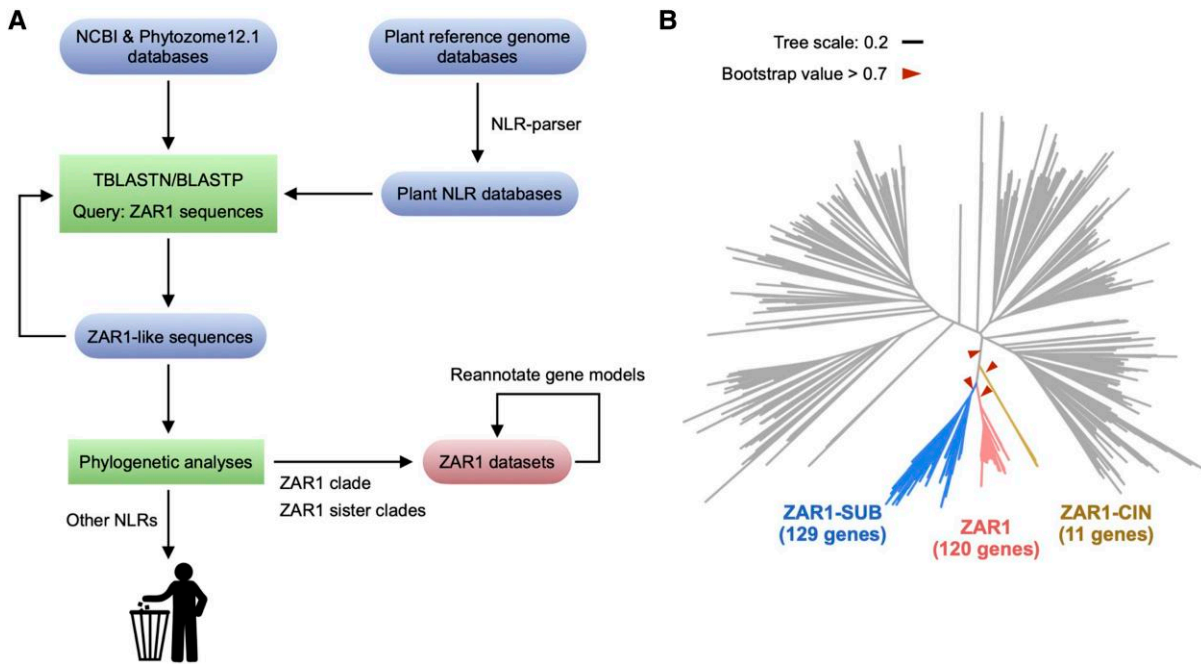 A
NCBI & Phytozome12.1
databases
Plant reference genome
databases
NLR-parser
TBLASTN/BLASTP
Query: ZAR1 sequences
Plant NLR databases
ZAR1-like sequences
Reannotate gene models
Phylogenetic analyses
ZAR1 datasets
ZAR1 clade
ZAR1 sister clades
Other NLRs
B
Tree scale: 0.2
Bootstrap value > 0.7
ZAR1-SUB
(129 genes)
ZAR1
(120 genes)
ZAR1-CIN
(11 genes)